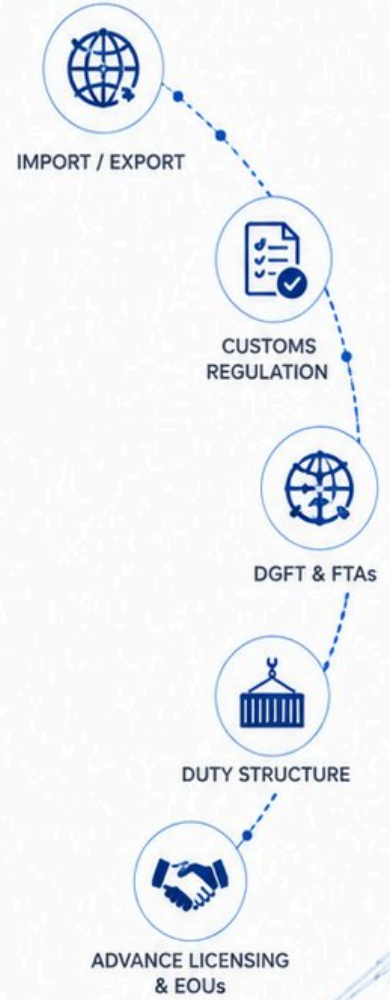 IMPORT / EXPORT
CUSTOMS
REGULATION
DGFT & FTAs
DUTY STRUCTURE
ADVANCE LICENSING
& EOUs